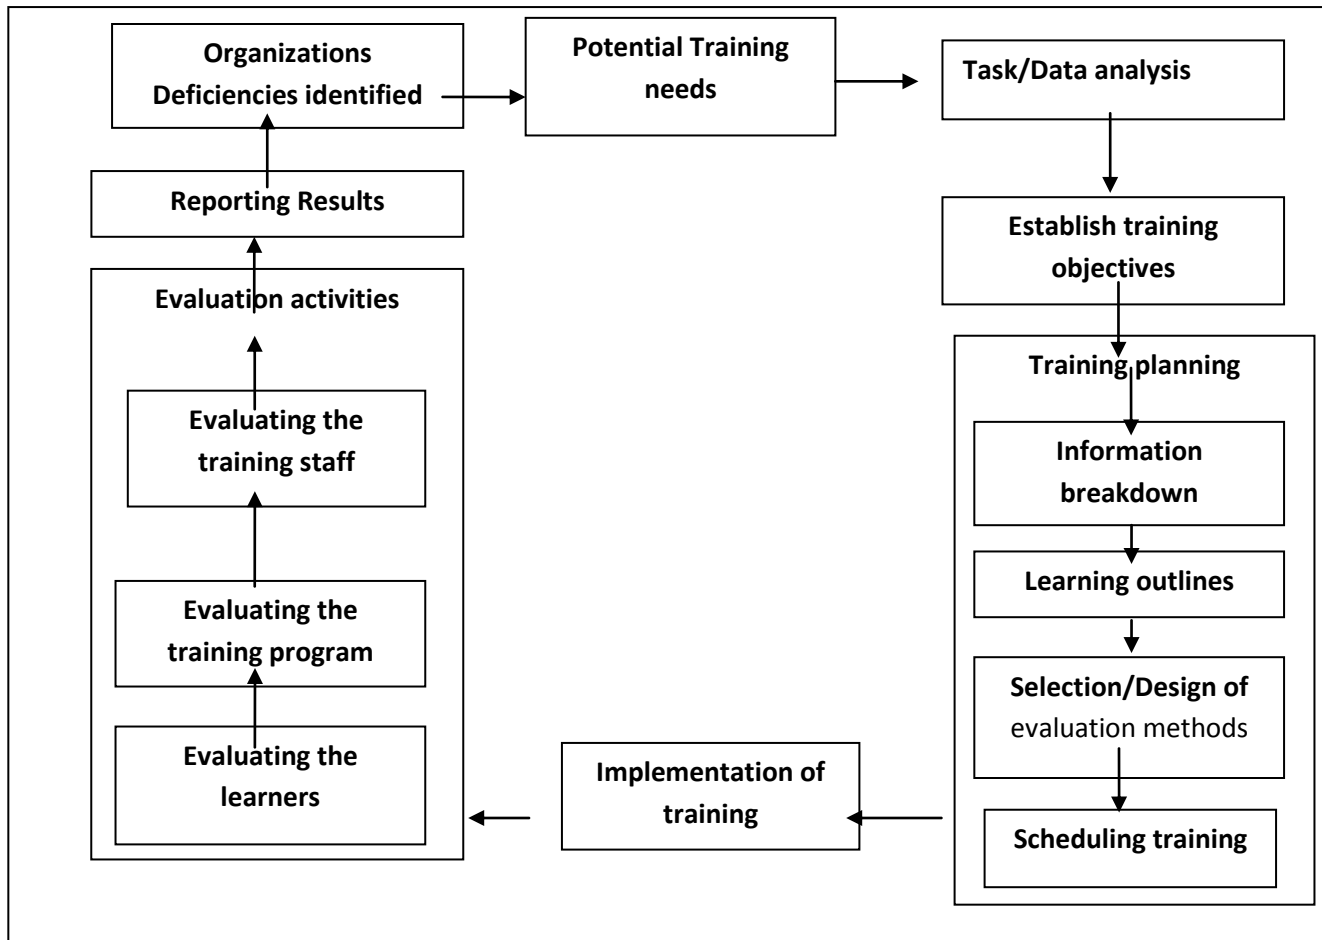 Organizations
Deficiencies identified
Potential Training
needs
Task/Data analysis
Establish training
objectives
Training planning
Information
breakdown
Learning outlines
Selection/Design of
evaluation methods
Scheduling training
Implementation of
training
Reporting Results
Evaluation activities
Evaluating the
training staff
Evaluating the
training program
Evaluating the
learners